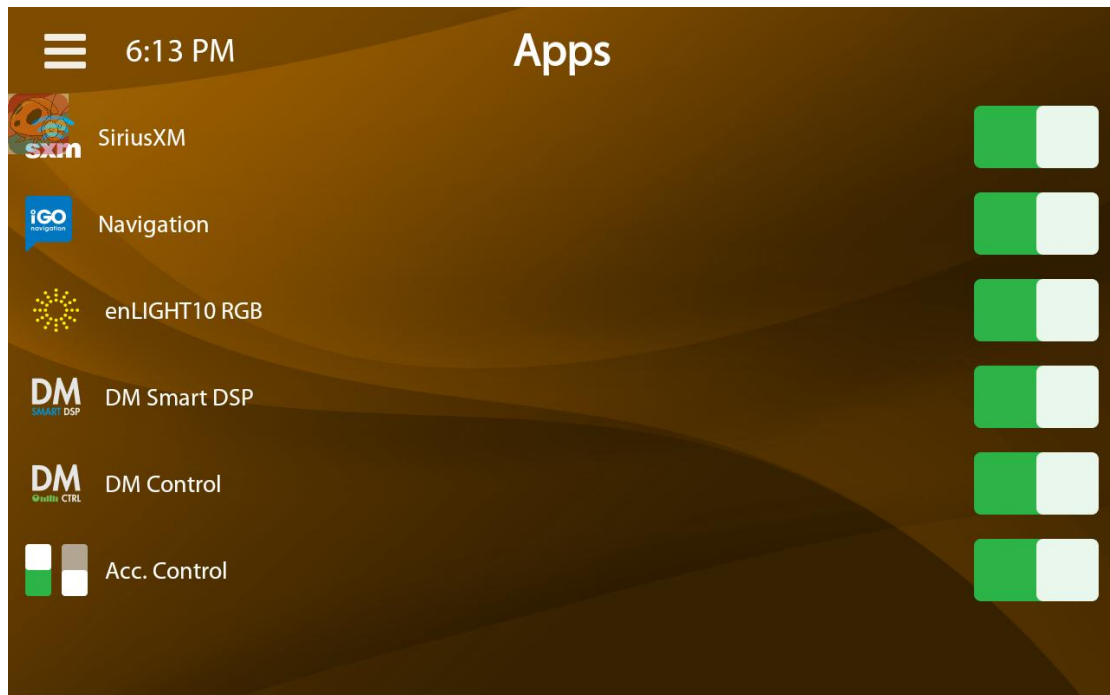 6:13 PM
Apps
sxm
SiriusXM
iGO
navigation
Navigation
enLIGHT10 RGB
DM
SMART DSP
DM Smart DSP
DM
CTRL
DM Control
Acc. Control